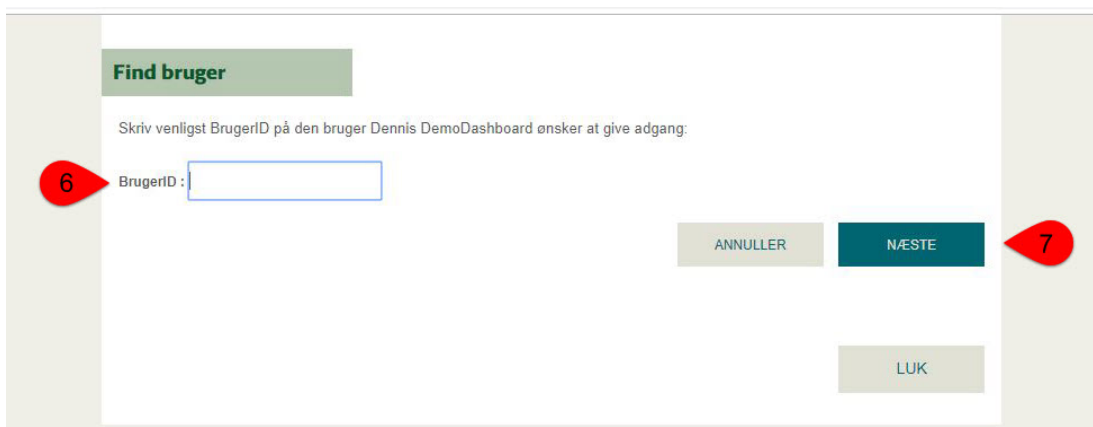 Find bruger
Skriv venligst BrugerID på den bruger Dennis DemoDashboard ønsker at give adgang:
6 BrugerID :
ANNULLER NÆSTE 7
LUK